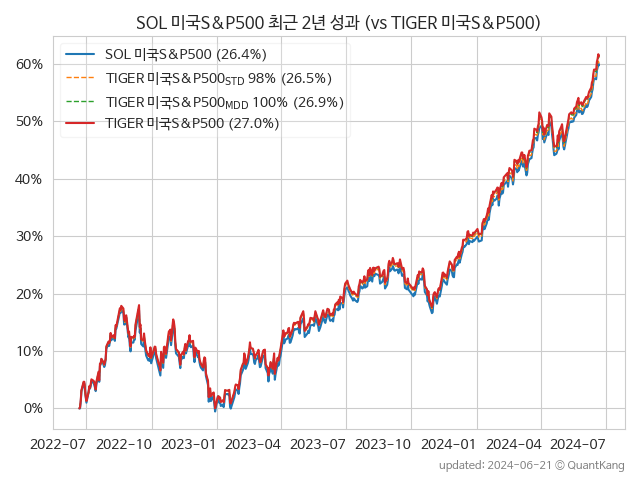 SOL 미국S&P500 최근 2년 성과 (vs TIGER 미국S&P500)
SOL 미국S&P500 (26.4%)
TIGER 미국S&P500STD 98% (26.5%)
TIGER 미국S&P500MDD 100% (26.9%)
TIGER 미국S&P500 (27.0%)
60%
50%
40%
30%
20%
10%
0%
2022-07 2022-10 2023-01 2023-04 2023-07 2023-10 2024-01 2024-04 2024-07
updated: 2024-06-21 © QuantKang